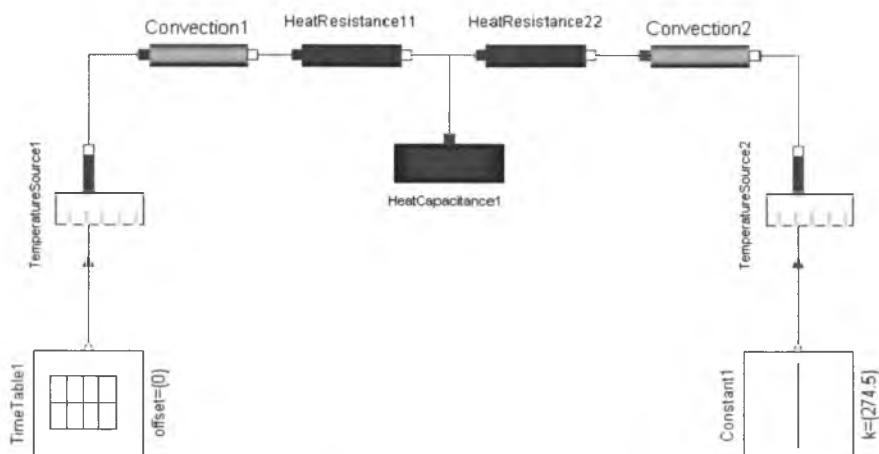 Convection1
HeatResistance11
HeatResistance22
Convection2
TemperatureSource1
HeatCapacitance1
TemperatureSource2
TimeTable1
offset={0}
Constant1
k={274.5}